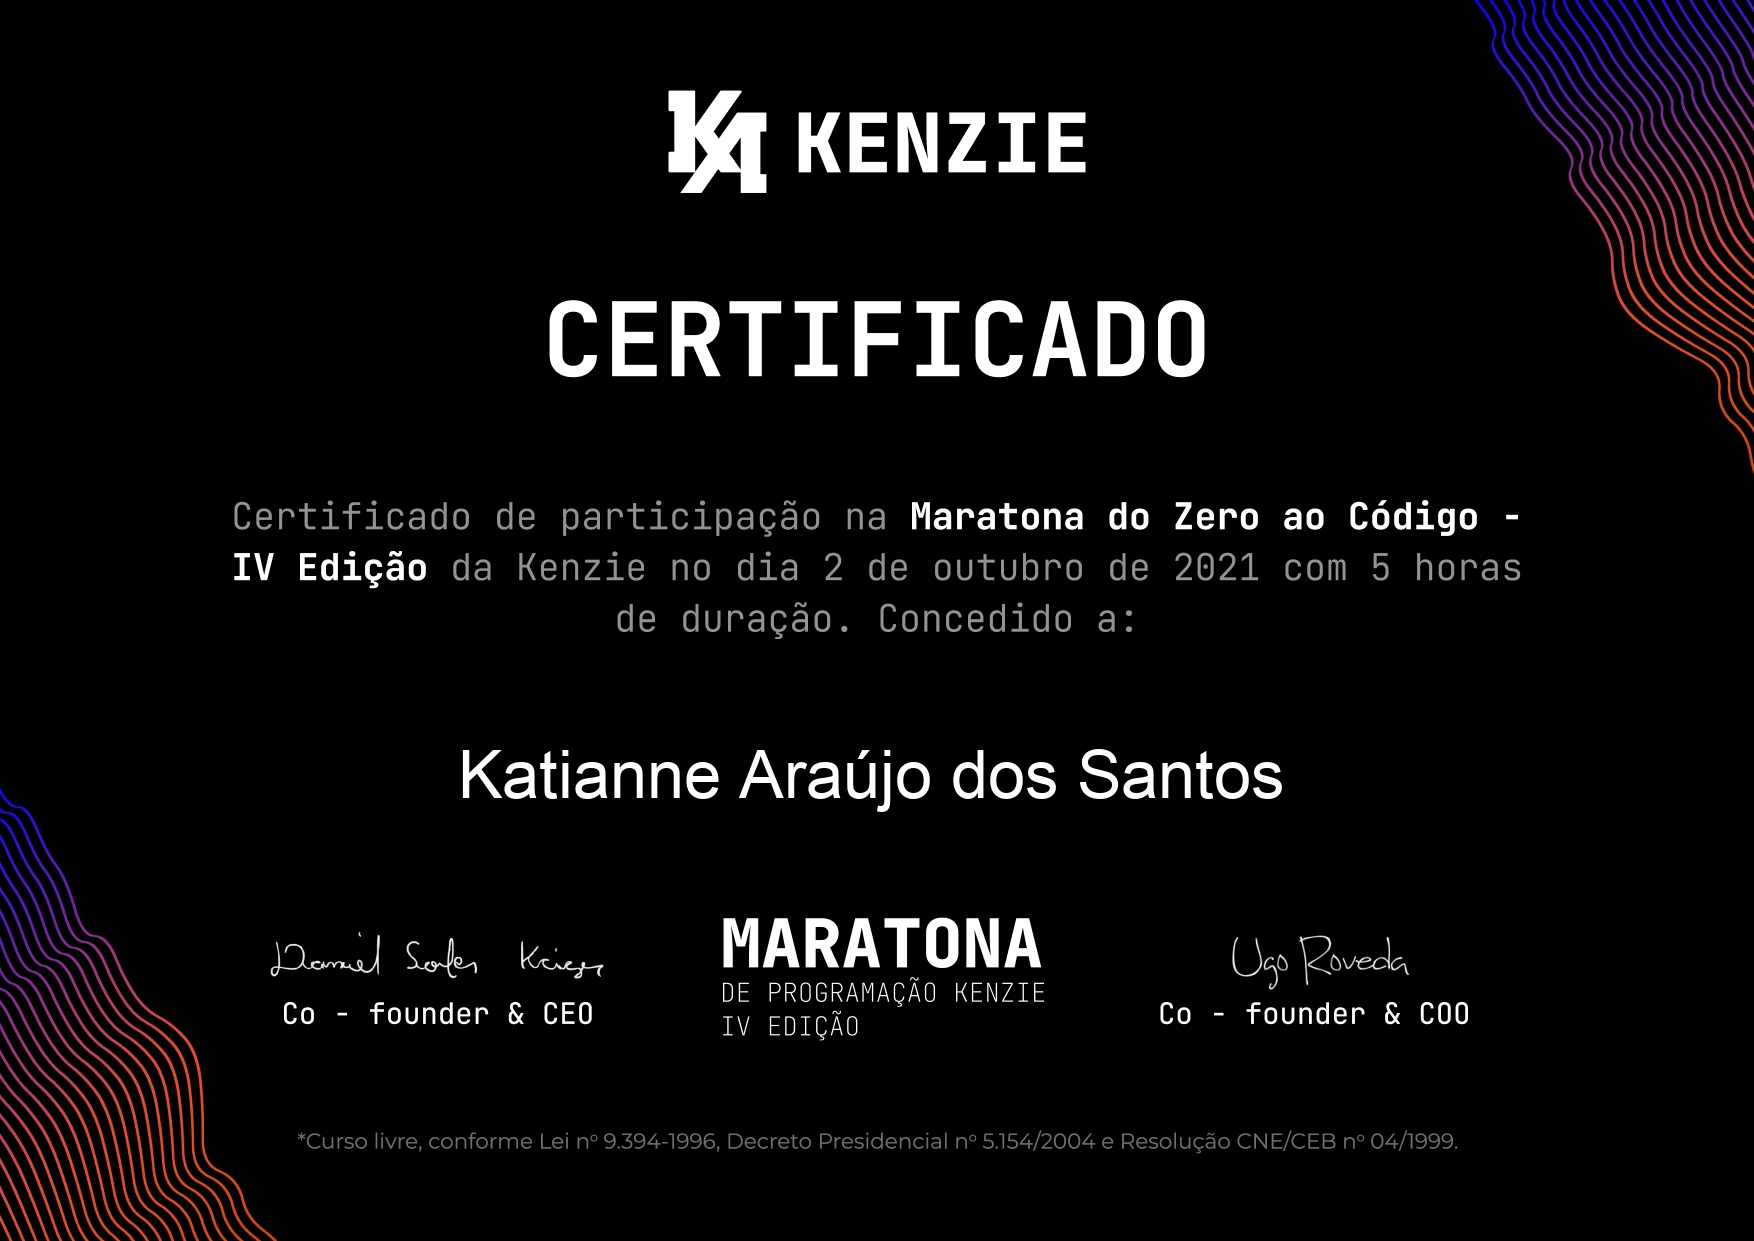 KA KENZIE
CERTIFICADO
Certificado de participação na Maratona do Zero ao Código -
IV Edição da Kenzie no dia 2 de outubro de 2021 com 5 horas
de duração. Concedido a:
Katianne Araújo dos Santos
Daniel Kriger
Co - founder & CEO
MARATONA
DE PROGRAMAÇÃO KENZIE
IV EDIÇÃO
Ugo Roveda
Co - founder & COO
*Curso livre, conforme Lei nº 9.394-1996, Decreto Presidencial nº 5.154/2004 e Resolução CNE/CEB nº 04/1999.